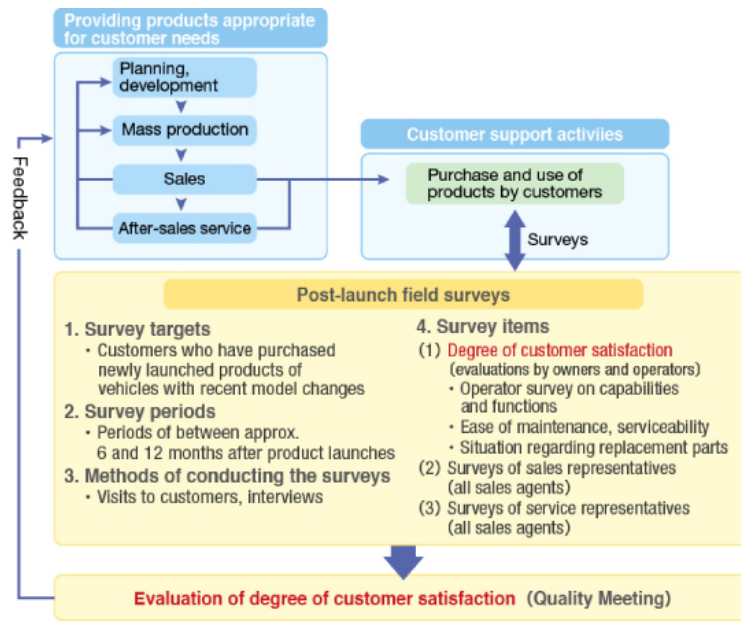 Providing products appropriate
for customer needs
Planning,
development
Mass production
Sales
After-sales service
Customer support activiies
Purchase and use of
products by customers
Surveys
Feedback
Post-launch field surveys
1. Survey targets
・Customers who have purchased
newly launched products of
vehicles with recent model changes
2. Survey periods
・Periods of between approx.
6 and 12 months after product launches
3. Methods of conducting the surveys
・Visits to customers, interviews
4. Survey items
(1) Degree of customer satisfaction
(evaluations by owners and operators)
・Operator survey on capabilities
and functions
・Ease of maintenance, serviceability
・Situation regarding replacement parts
(2) Surveys of sales representatives
(all sales agents)
(3) Surveys of service representatives
(all sales agents)
Evaluation of degree of customer satisfaction (Quality Meeting)